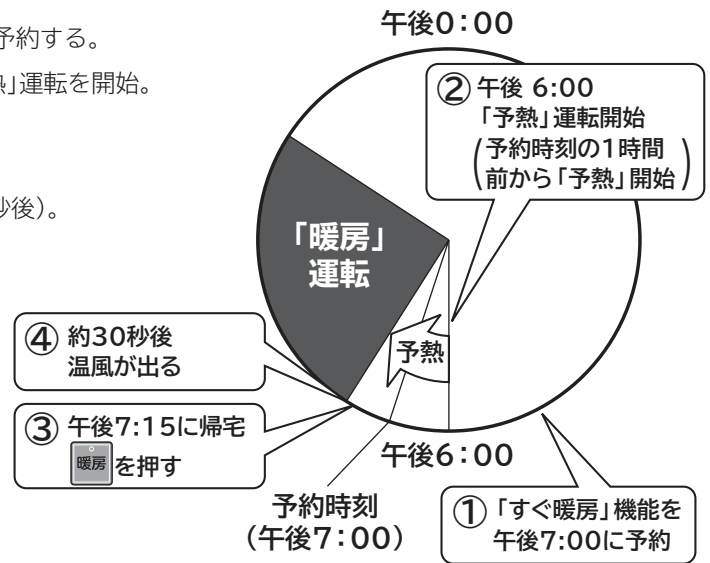 予約する。
」運転を開始。
秒後)。
午後0:00
② 午後 6:00
「予熱」運転開始
(予約時刻の1時間
前から「予熱」開始)
「暖房」
運転
予熱
④ 約30秒後
温風が出る
③ 午後7:15に帰宅
暖房 を押す
午後6:00
予約時刻
(午後7:00)
① 「すぐ暖房」機能を
午後7:00に予約